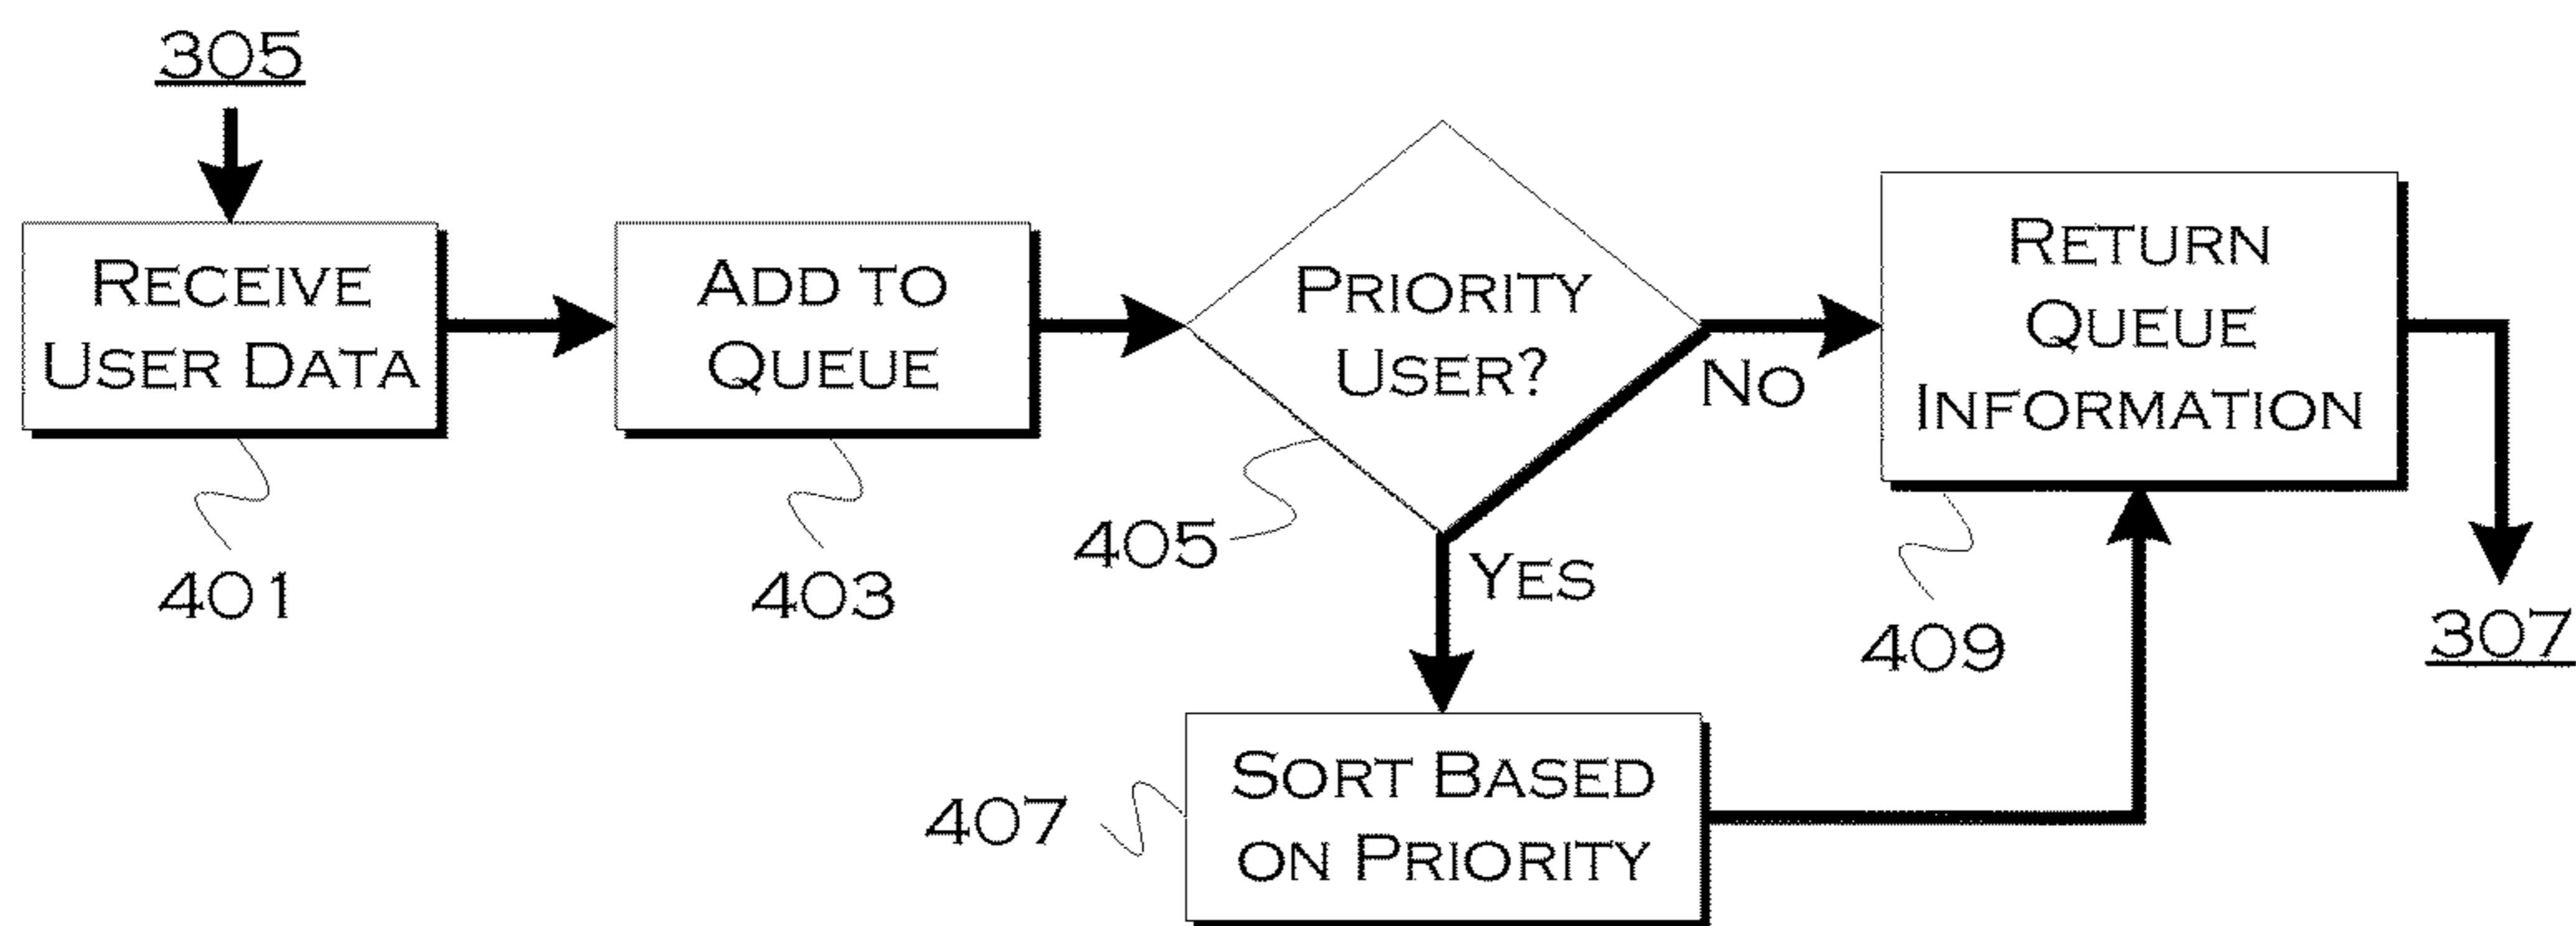 305
RECEIVE
USER DATA
401
ADD TO
QUEUE
403
PRIORITY
USER?
405
NO
YES
SORT BASED
ON PRIORITY
407
RETURN
QUEUE
INFORMATION
409
307